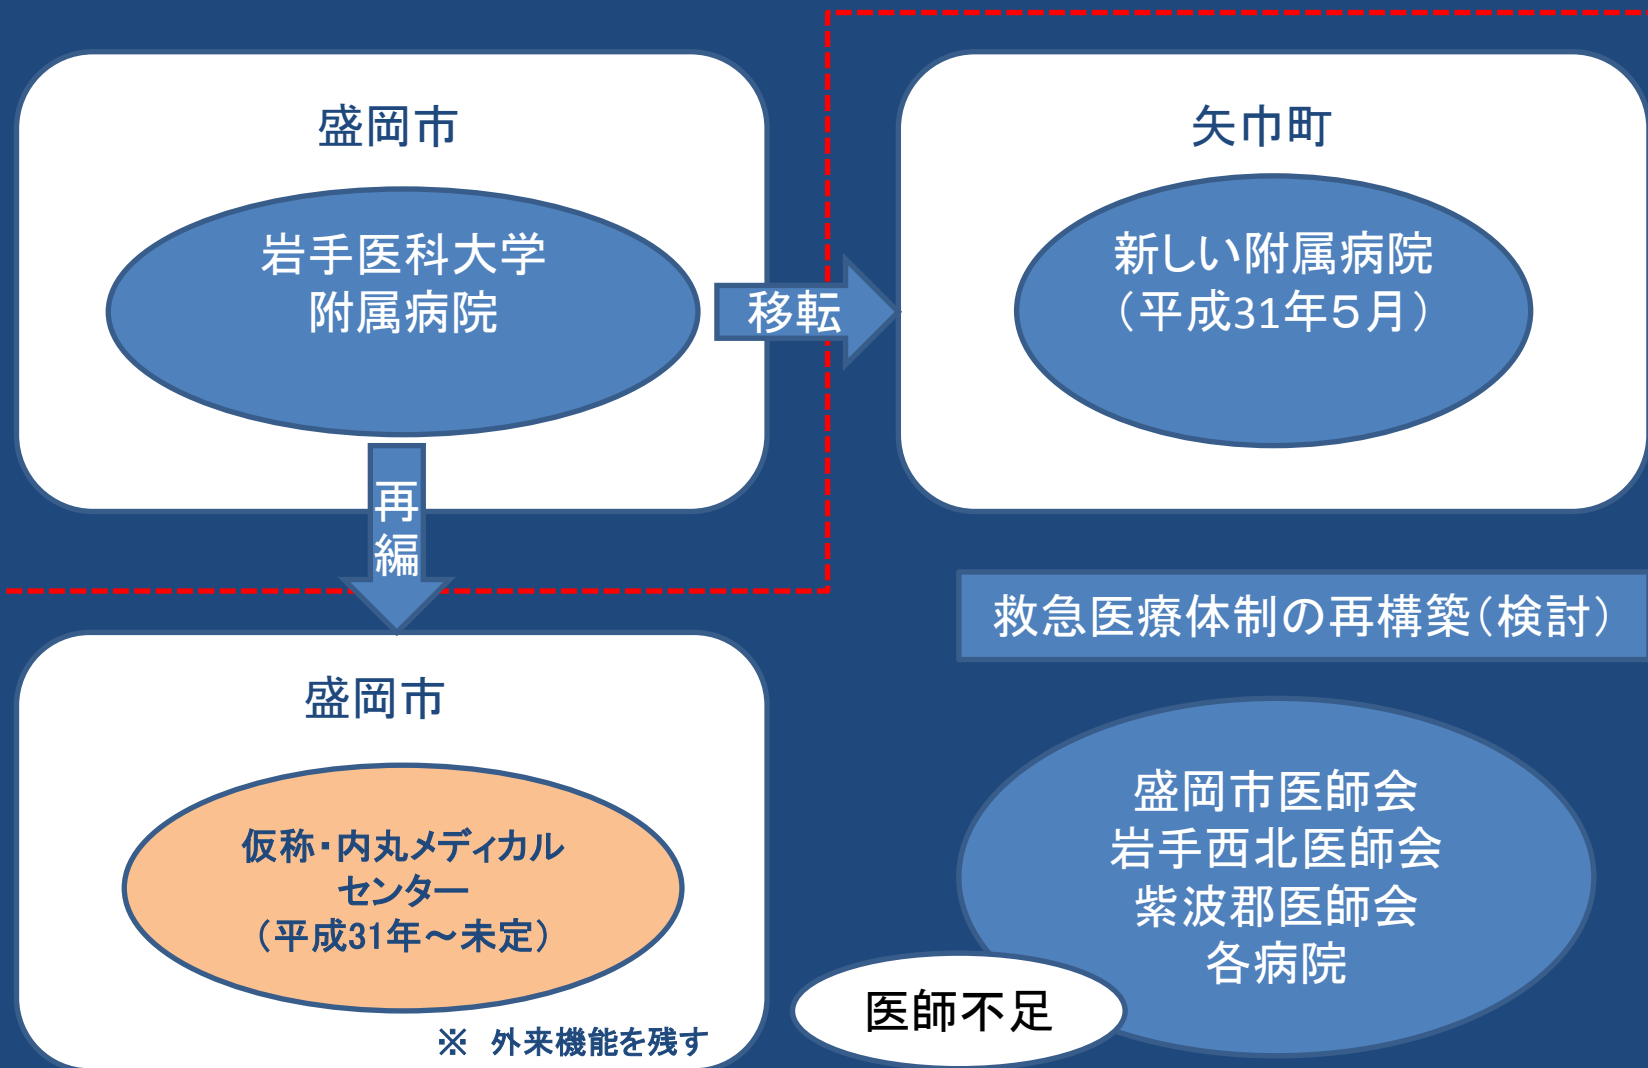 盛岡市
岩手医科大学
附属病院
移転
矢巾町
新しい附属病院
（平成31年５月）
再編
救急医療体制の再構築（検討）
盛岡市
仮称・内丸メディカル
センター
（平成31年～未定）
※　外来機能を残す
盛岡市医師会
岩手西北医師会
紫波郡医師会
各病院
医師不足